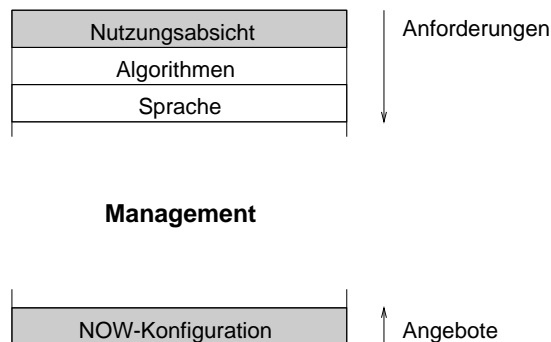 Nutzungsabsicht
Anforderungen
Algorithmen
Sprache
Management
NOW-Konfiguration
Angebote